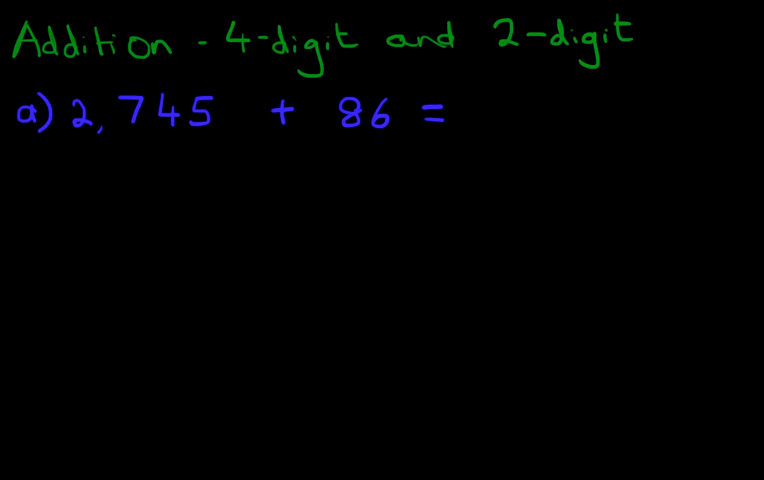 Addition - 4-digit and 2-digit
a) 2,745 + 86 =